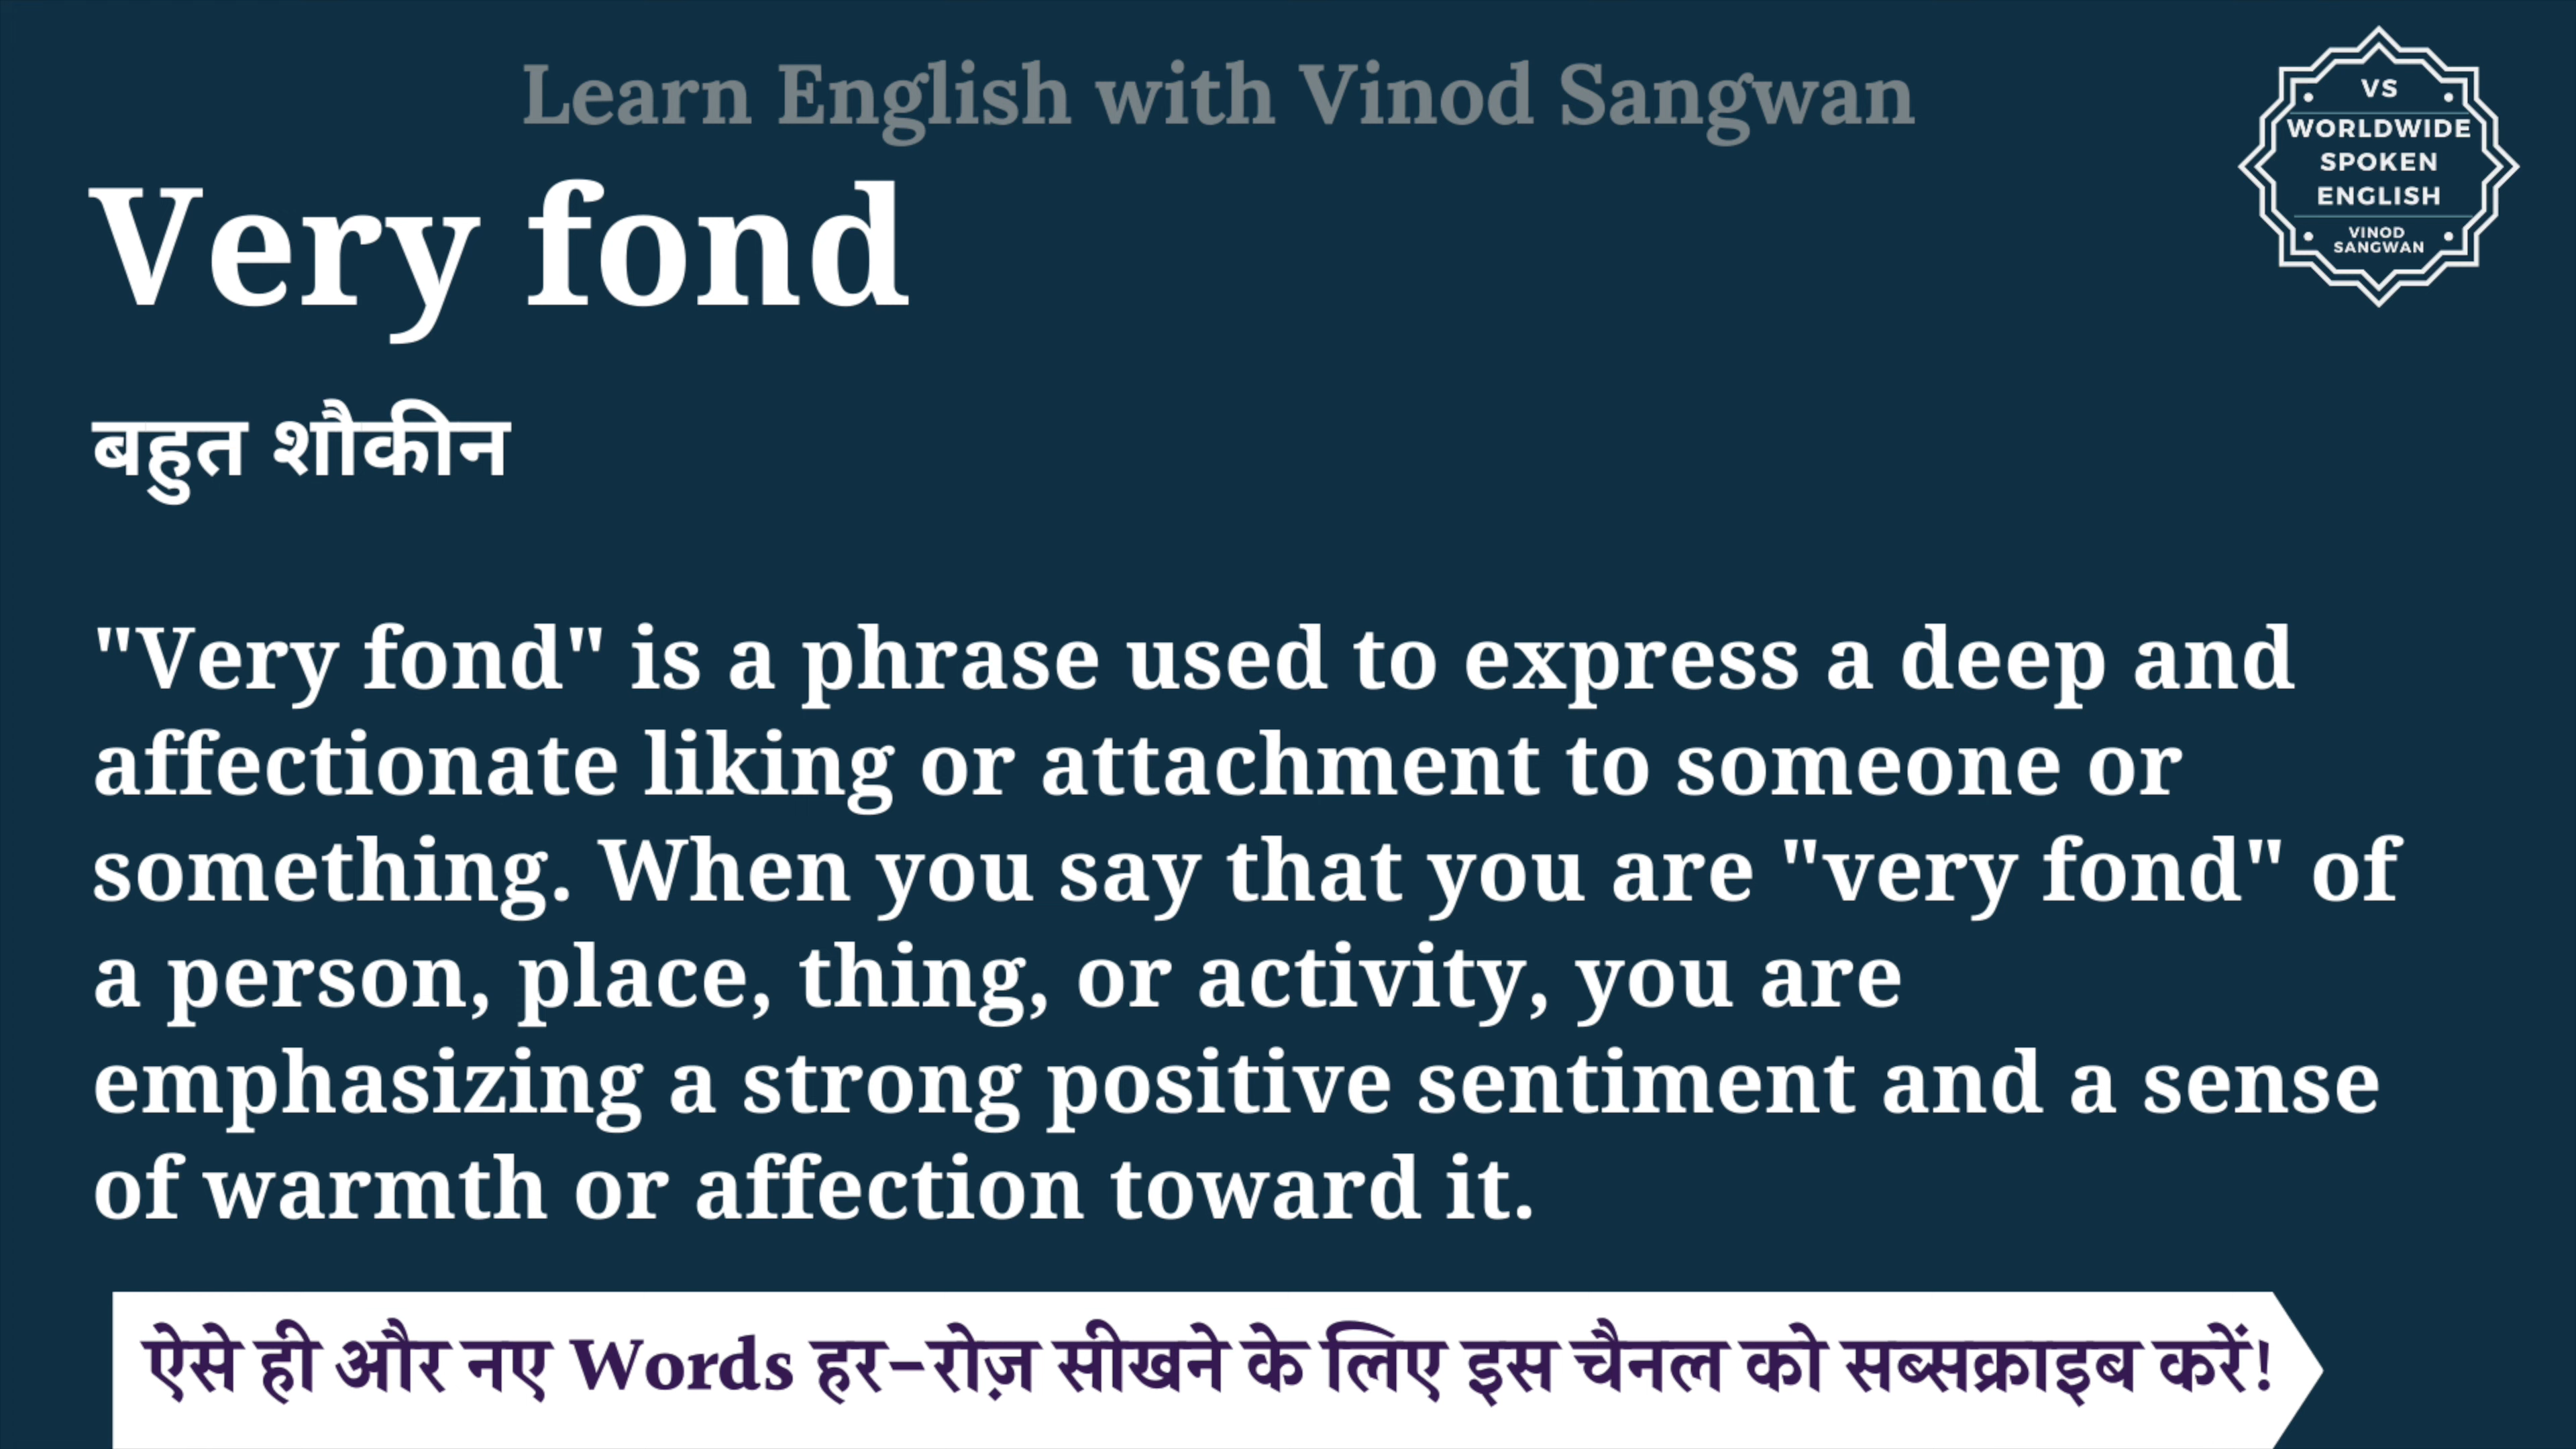 Learn English with Vinod Sangwan
VS
WORLDWIDE
SPOKEN
ENGLISH
VINOD
SANGWAN
Very fond
बहुत शौकीन
"Very fond" is a phrase used to express a deep and
affectionate liking or attachment to someone or
something. When you say that you are "very fond" of
a person, place, thing, or activity, you are
emphasizing a strong positive sentiment and a sense
of warmth or affection toward it.
ऐसे ही और नए Words हर-रोज़ सीखने के लिए इस चैनल को सब्सक्राइब करें!